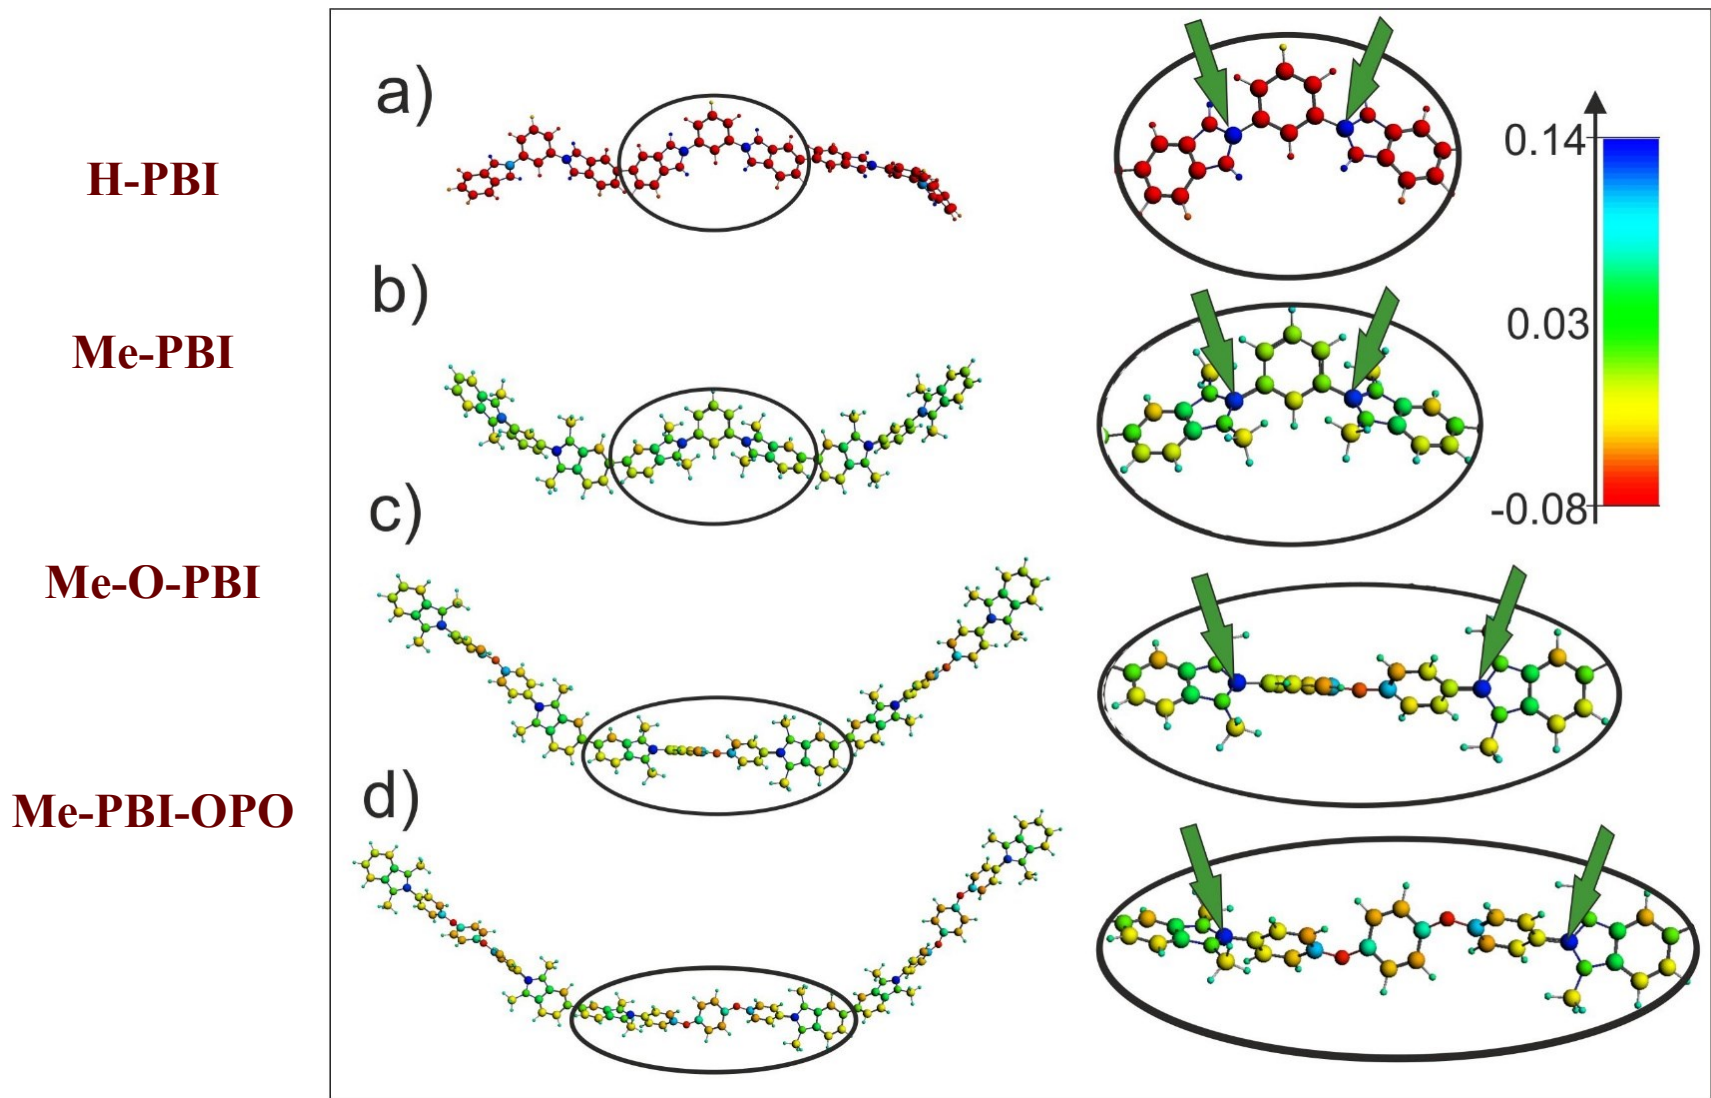 a)
H-PBI
0.14
b)
Me-PBI
0.03
c)
-0.08
Me-O-PBI
d)
Me-PBI-OPO